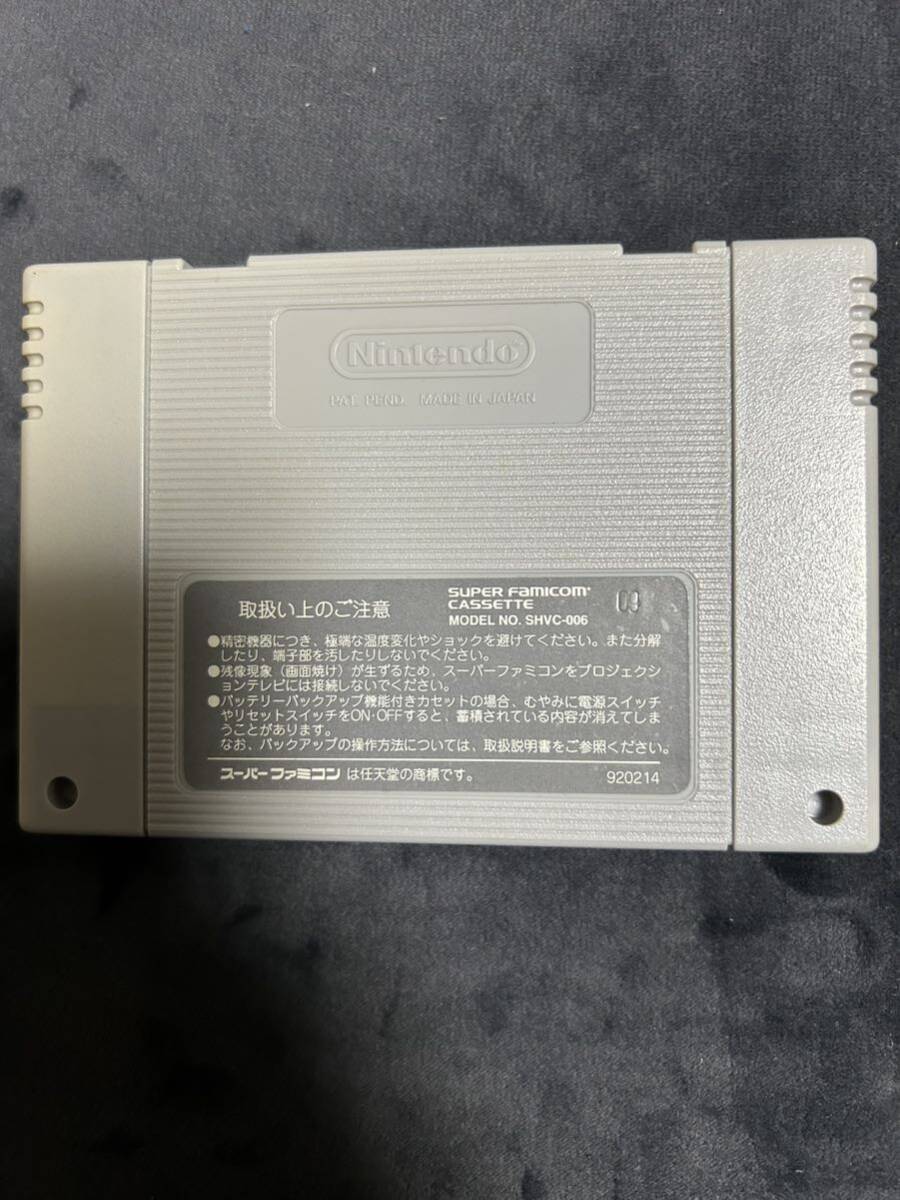 Nintendo
PAT. PEND. MADE IN JAPAN
取扱い上のご注意
SUPER FAMICOM
CASSETTE
MODEL NO. SHVC-006
●精密機器につき、極端な温度変化やショックを避けてください。また分解
したり、端子部を汚したりしないでください。
●残像現象（画面焼け）が生ずるため、スーパーファミコンをプロジェクシ
ョンテレビには接続しないでください。
●バッテリーバックアップ機能付きカセットの場合、むやみに電源スイッチ
やリセットスイッチをON・OFFすると、蓄積されている内容が消えてしま
うことがあります。
なお、バックアップの操作方法については、取扱説明書をご参照ください。
スーパーファミコン は任天堂の商標です。
920214